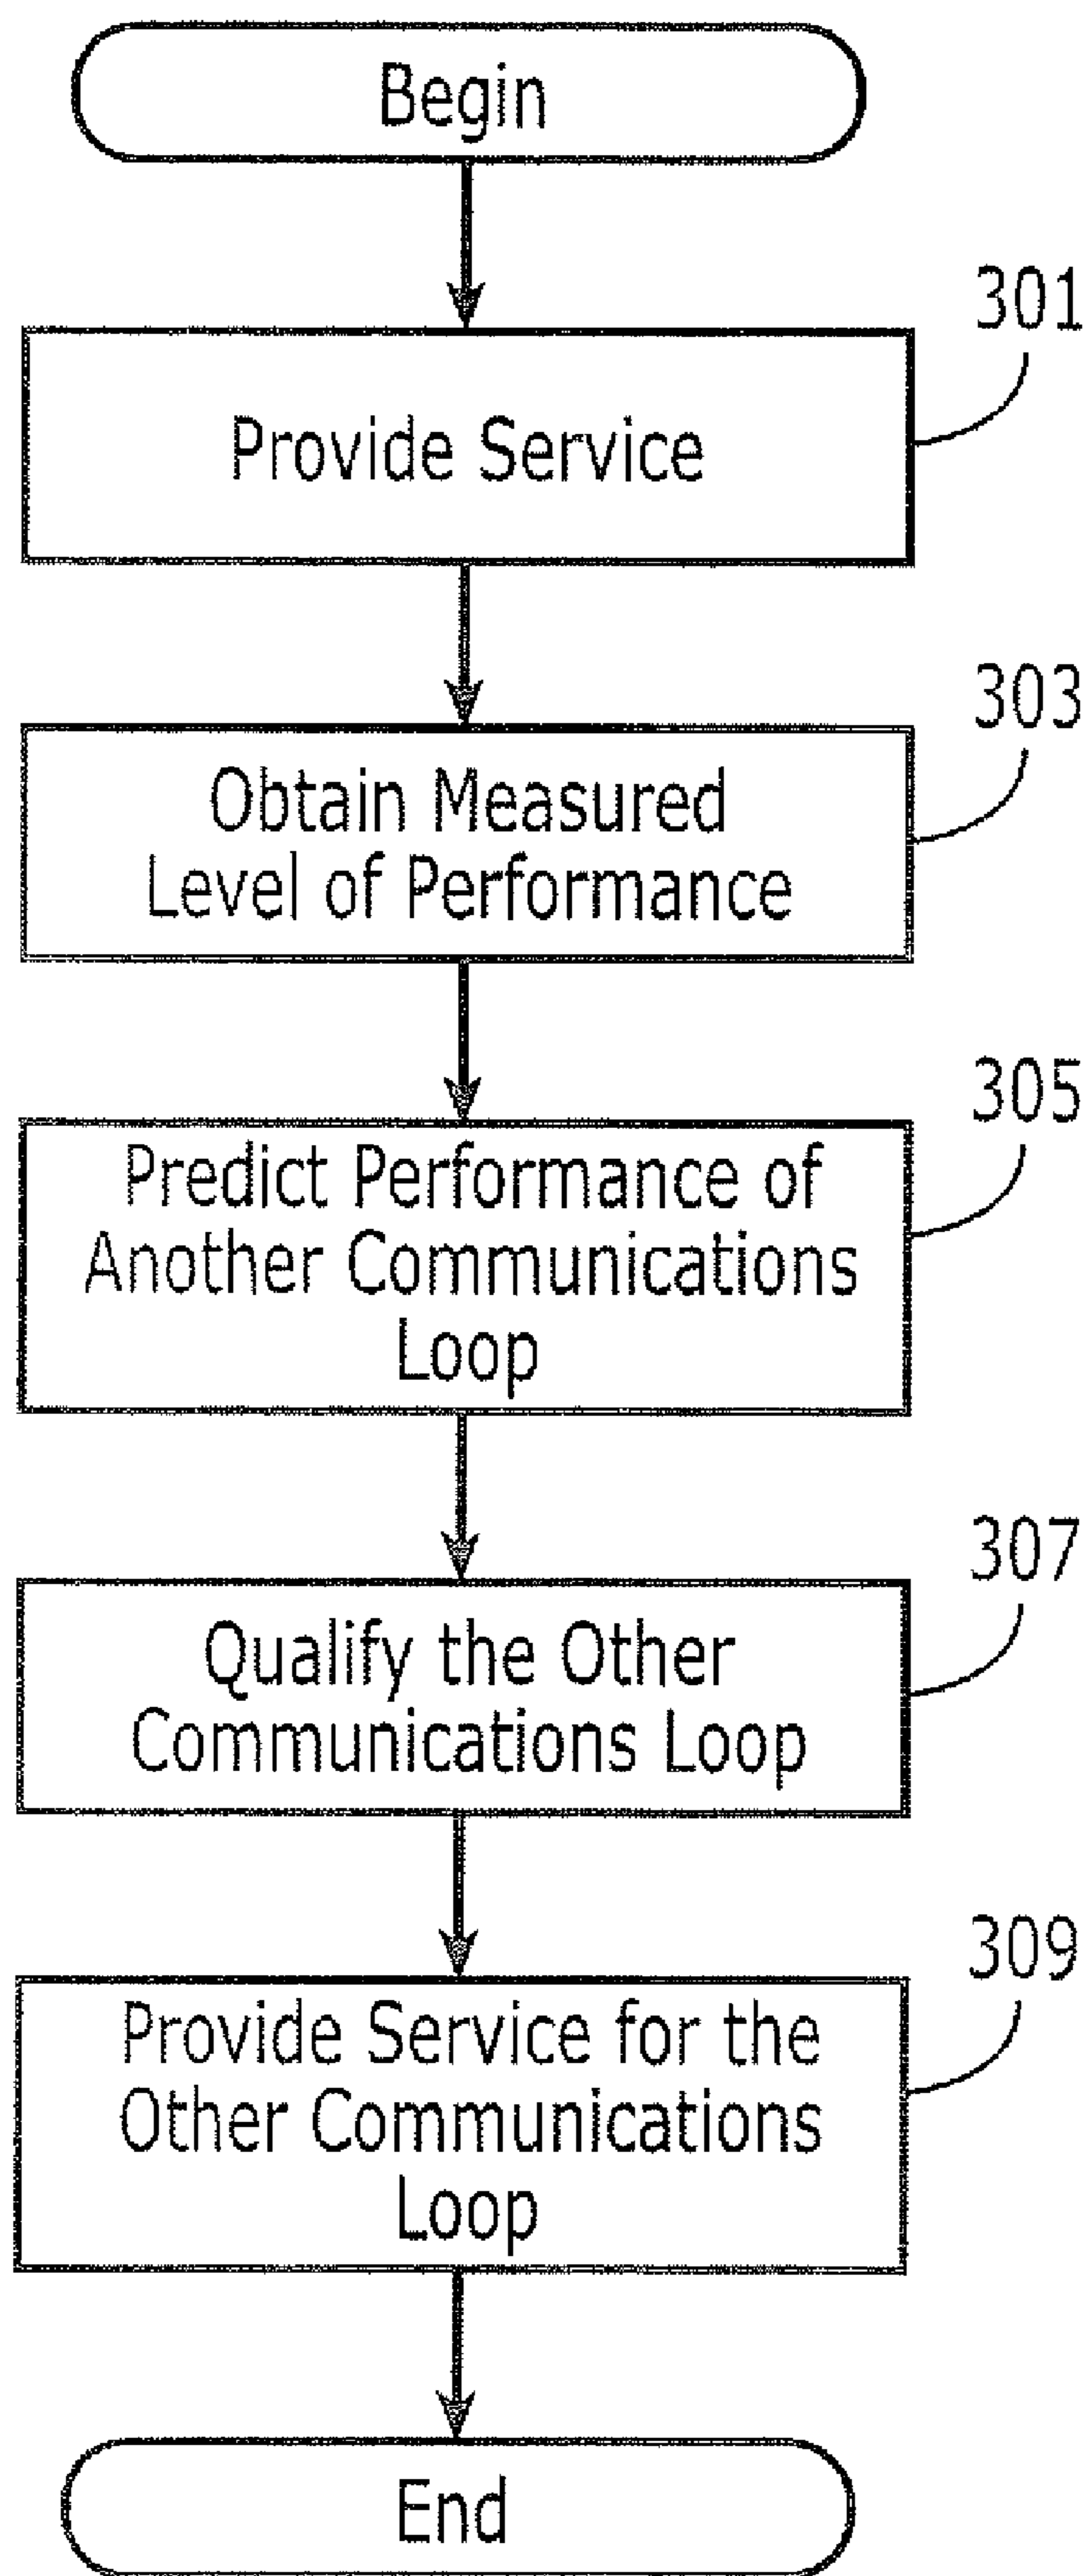 Begin
301
Provide Service
303
Obtain Measured
Level of Performance
305
Predict Performance of
Another Communications
Loop
307
Qualify the Other
Communications Loop
309
Provide Service for the
Other Communications
Loop
End